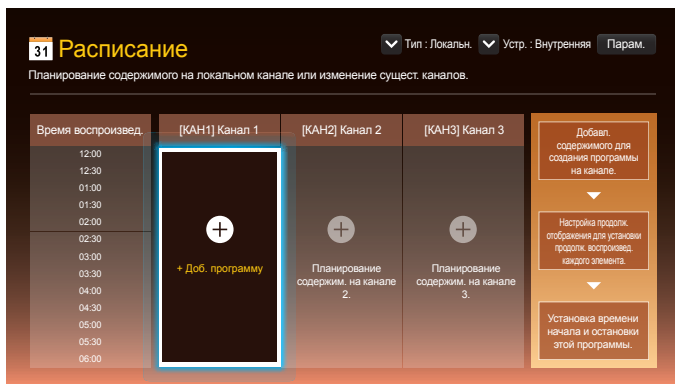 31 Расписание
Тип : Локальн. Устр. : Внутренняя Парам.
Планирование содержимого на локальном канале или изменение сущест. каналов.
Время воспроизвед. [КАН1] Канал 1 [КАН2] Канал 2 [КАН3] Канал 3
12:00
12:30
01:00
01:30
02:00
02:30
03:00
03:30
04:00
04:30
05:00
05:30
06:00
+ Доб. программу
Планирование
содержим. на канале
2.
Планирование
содержим. на канале
3.
Добавл.
содержимого для
создания программы
на канале.
Настройка продолж.
отображения для установки
продолж. воспроизвед.
каждого элемента.
Установка времени
начала и остановки
этой программы.